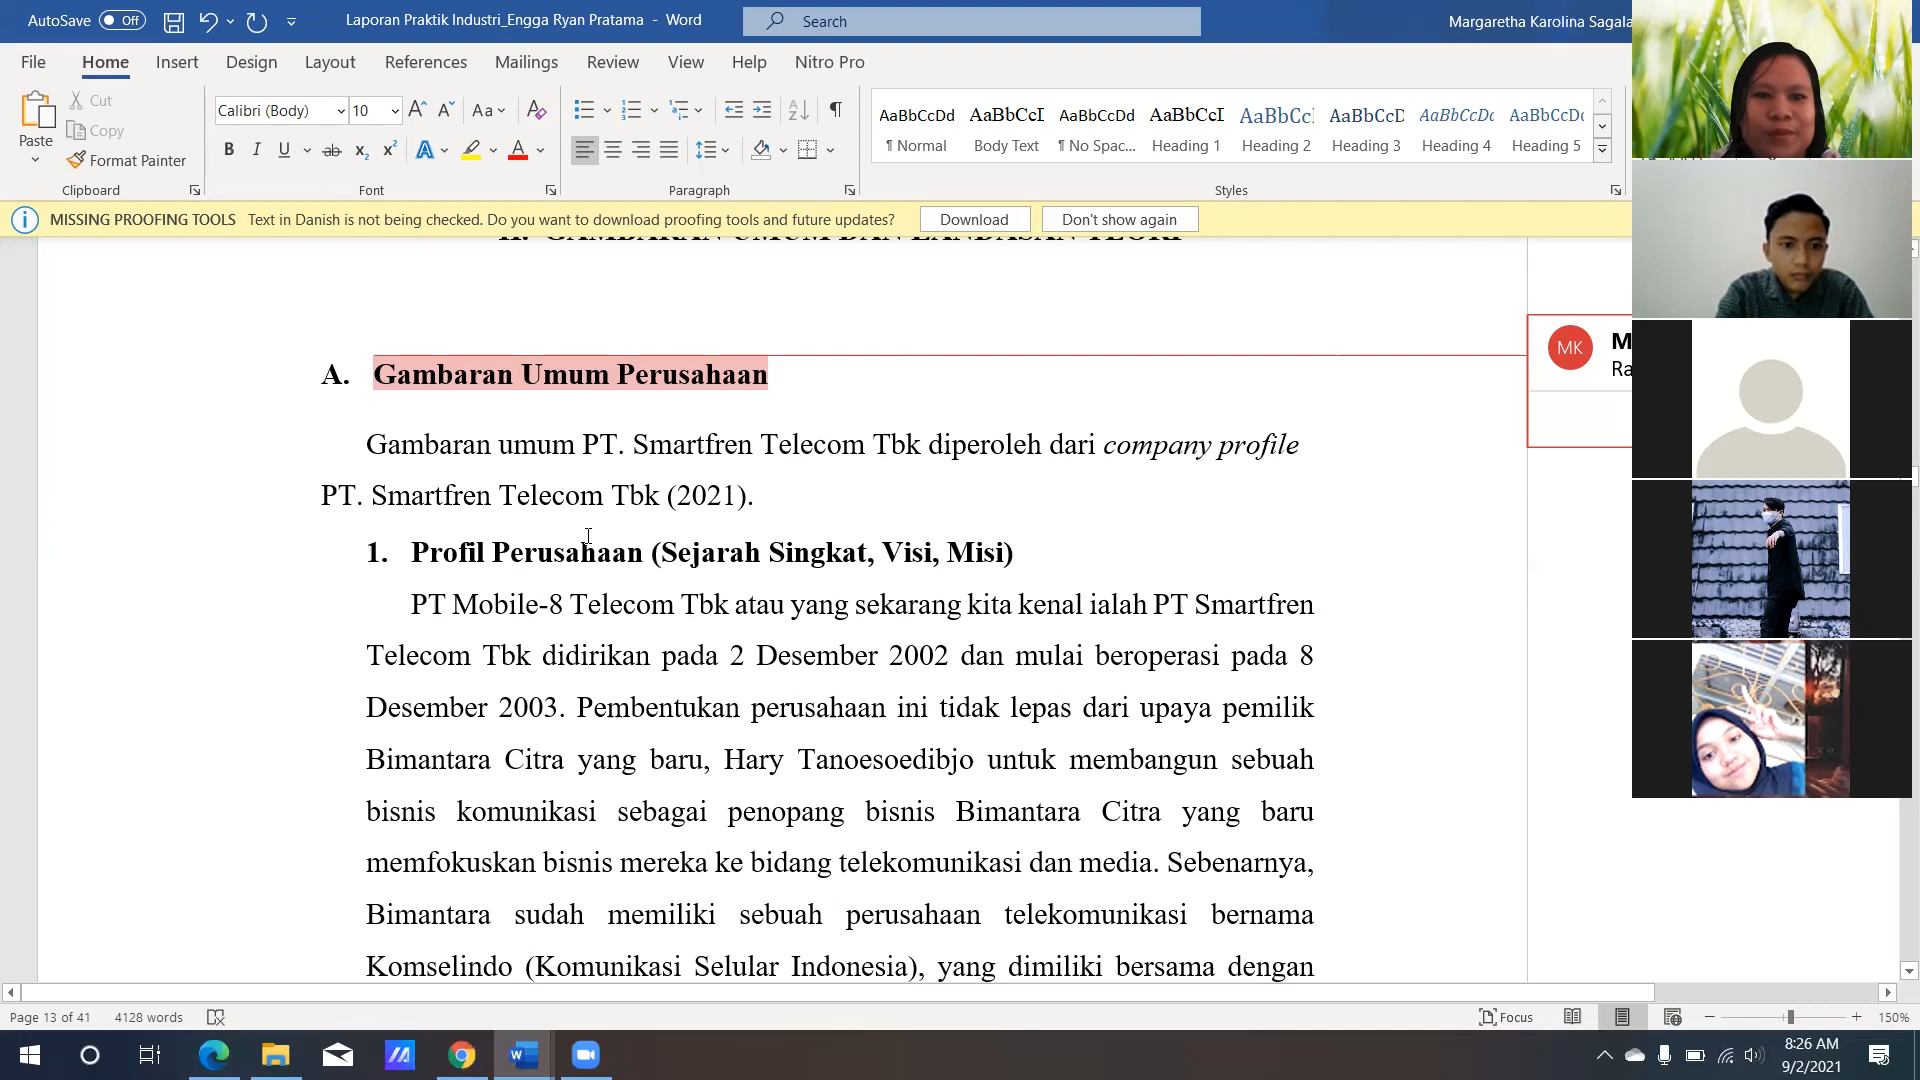 AutoSave Off Laporan Praktik Industri_Engga Ryan Pratama - Word Search Margaretha Karolina Sagala
File Home Insert Design Layout References Mailings Review View Help Nitro Pro
Paste Cut Copy Format Painter
Calibri (Body) 10
AaBbCcDd AaBbCcI AaBbCcDd AaBbCcI AaBbCc AaBbCcD AaBbCcDc AaBbCcDc
¶ Normal Body Text ¶ No Spac... Heading 1 Heading 2 Heading 3 Heading 4 Heading 5
Clipboard Font Paragraph Styles
MISSING PROOFING TOOLS Text in Danish is not being checked. Do you want to download proofing tools and future updates? Download Don't show again
II. GAMBARAN UMUM DAN LANDASAN TEORI
A. Gambaran Umum Perusahaan
MK
Gambaran umum PT. Smartfren Telecom Tbk diperoleh dari company profile
PT. Smartfren Telecom Tbk (2021).
1. Profil Perusahaan (Sejarah Singkat, Visi, Misi)
PT Mobile-8 Telecom Tbk atau yang sekarang kita kenal ialah PT Smartfren
Telecom Tbk didirikan pada 2 Desember 2002 dan mulai beroperasi pada 8
Desember 2003. Pembentukan perusahaan ini tidak lepas dari upaya pemilik
Bimantara Citra yang baru, Hary Tanoesoedibjo untuk membangun sebuah
bisnis komunikasi sebagai penopang bisnis Bimantara Citra yang baru
memfokuskan bisnis mereka ke bidang telekomunikasi dan media. Sebenarnya,
Bimantara sudah memiliki sebuah perusahaan telekomunikasi bernama
Komselindo (Komunikasi Selular Indonesia), yang dimiliki bersama dengan
Page 13 of 41 4128 words Focus 150%
8:26 AM
9/2/2021